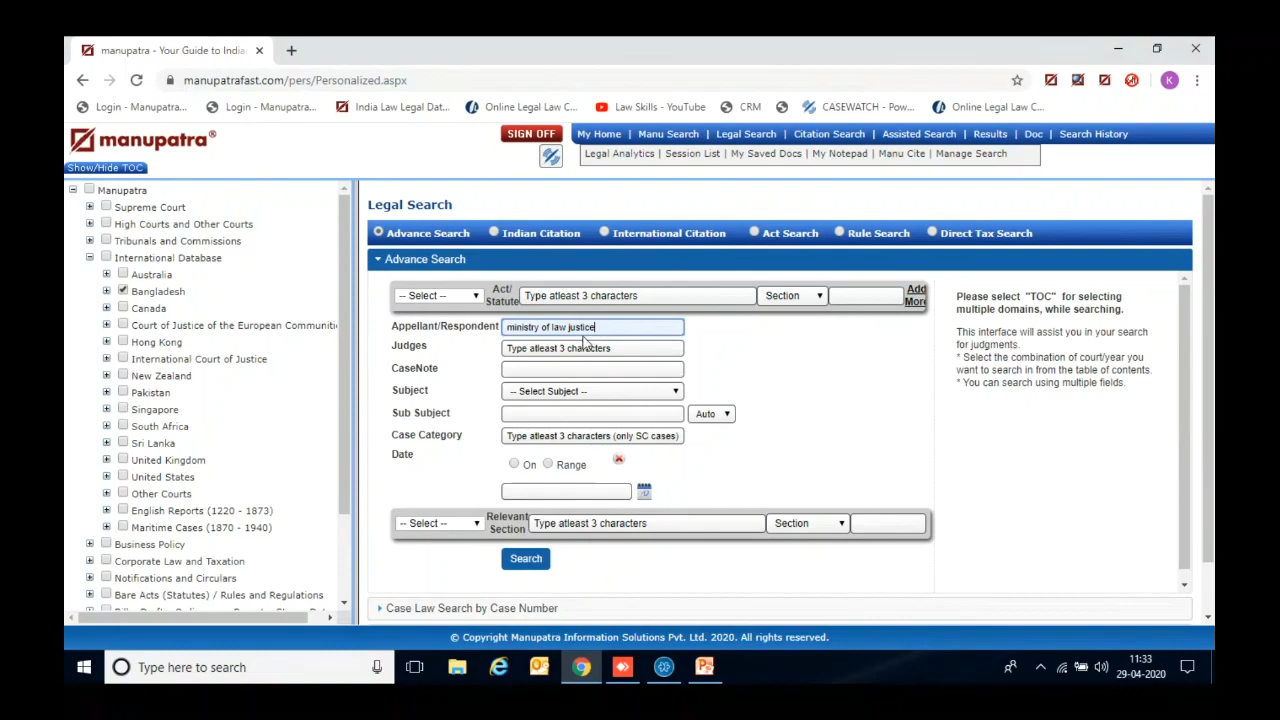 manupatra - Your Guide to India
manupatrafast.com/pers/Personalized.aspx
K
Login - Manupatra...
Login - Manupatra...
India Law Legal Dat...
Online Legal Law C...
Law Skills - YouTube
CRM
CASEWATCH - Pow...
Online Legal Law C...
manupatra®
SIGN OFF
My Home | Manu Search | Legal Search | Citation Search | Assisted Search | Results | Doc | Search History
Legal Analytics | Session List | My Saved Docs | My Notepad | Manu Cite | Manage Search
Show/Hide TOC
Manupatra
Supreme Court
High Courts and Other Courts
Tribunals and Commissions
International Database
Australia
Bangladesh
Canada
Court of Justice of the European Communiti
Hong Kong
International Court of Justice
New Zealand
Pakistan
Singapore
South Africa
Sri Lanka
United Kingdom
United States
Other Courts
English Reports (1220 - 1873)
Maritime Cases (1870 - 1940)
Business Policy
Corporate Law and Taxation
Notifications and Circulars
Bare Acts (Statutes) / Rules and Regulations
Legal Search
Advance Search
Indian Citation
International Citation
Act Search
Rule Search
Direct Tax Search
Advance Search
-- Select --
Act/
Statute
Type atleast 3 characters
Section
Add
More
Appellant/Respondent
ministry of law justice
Judges
Type atleast 3 characters
CaseNote
Subject
-- Select Subject --
Sub Subject
Auto
Case Category
Type atleast 3 characters (only SC cases)
Date
On
Range
-- Select --
Relevant
Section
Type atleast 3 characters
Section
Search
Please select "TOC" for selecting
multiple domains, while searching.
This interface will assist you in your search
for judgments.
* Select the combination of court/year you
want to search in from the table of contents.
* You can search using multiple fields.
Case Law Search by Case Number
© Copyright Manupatra Information Solutions Pvt. Ltd. 2020. All rights reserved.
Type here to search
11:33
29-04-2020